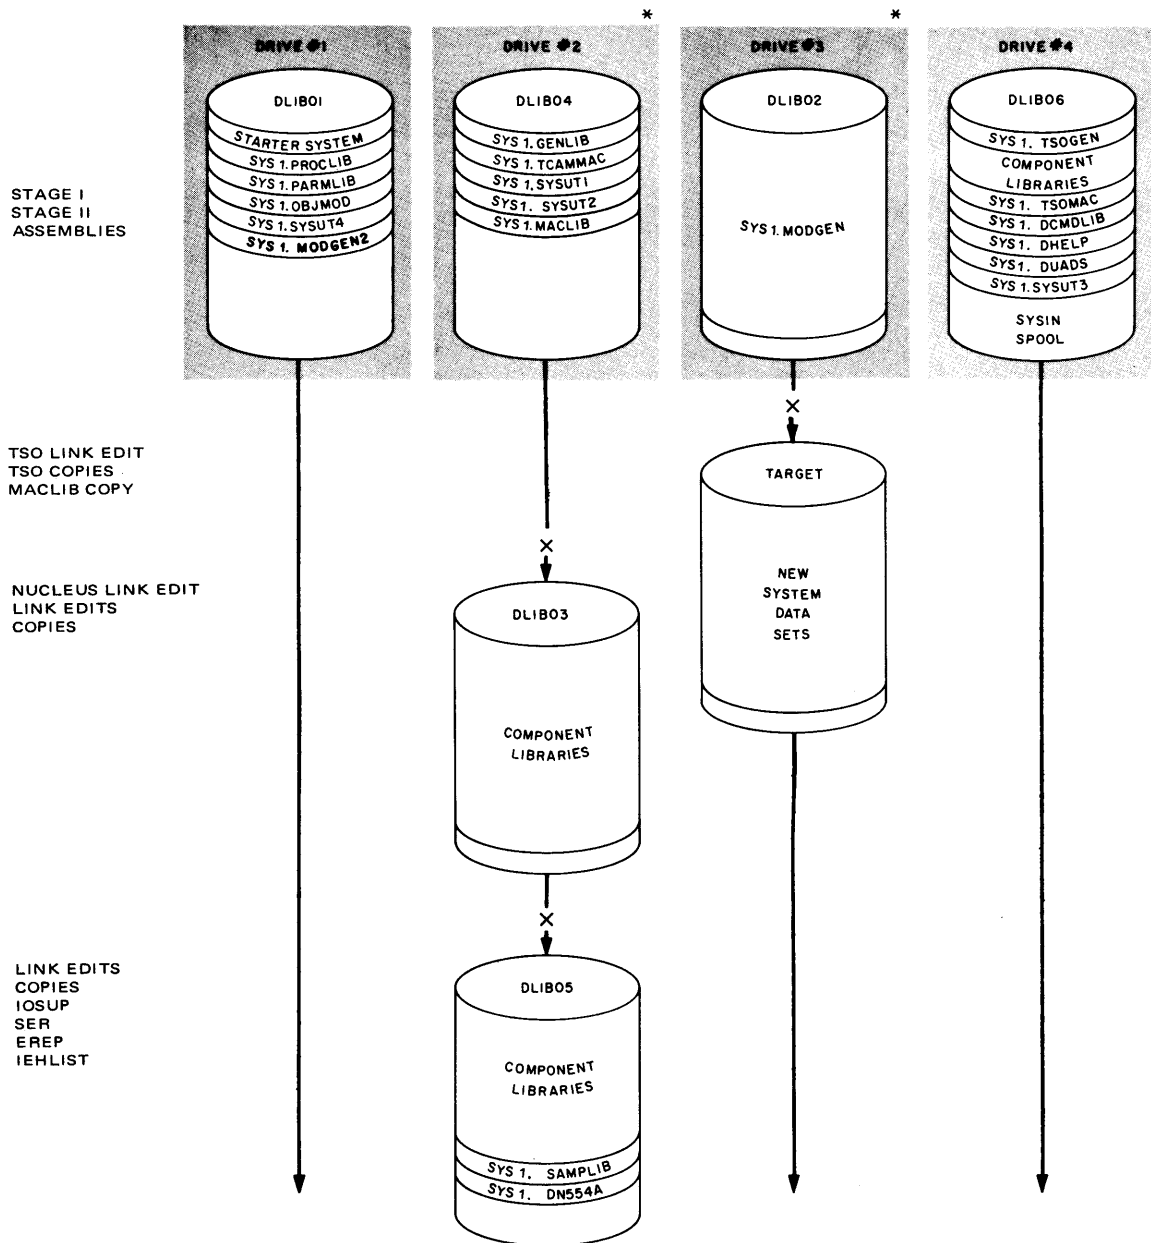 *
*
DRIVE #1
DRIVE #2
DRIVE #3
DRIVE #4
STAGE I
STAGE II
ASSEMBLIES
DLIB01
STARTER SYSTEM
SYS 1. PROCLIB
SYS 1. PARMLIB
SYS 1. OBJMOD
SYS 1. SYSUT4
SYS 1. MODGEN2
DLIB04
SYS 1. GENLIB
SYS 1. TCAMMAC
SYS 1. SYSUT1
SYS 1. SYSUT2
SYS 1. MACLIB
DLIB02
SYS 1. MODGEN
DLIB06
SYS 1. TSOGEN
COMPONENT
LIBRARIES
SYS 1. TSOMAC
SYS 1. DCMDLIB
SYS 1. DHELP
SYS 1. DUADS
SYS 1. SYSUT3
SYSIN
SPOOL
TSO LINK EDIT
TSO COPIES
MACLIB COPY
×
TARGET
NEW
SYSTEM
DATA
SETS
NUCLEUS LINK EDIT
LINK EDITS
COPIES
×
DLIB03
COMPONENT
LIBRARIES
LINK EDITS
COPIES
IOSUP
SER
EREP
IEHLIST
×
DLIB05
COMPONENT
LIBRARIES
SYS 1. SAMPLIB
SYS 1. DN554A